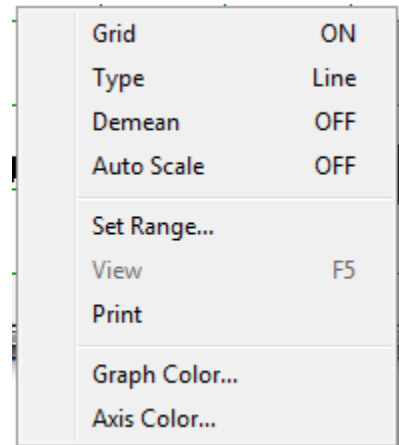 Grid ON
Type Line
Demean OFF
Auto Scale OFF
Set Range...
View F5
Print
Graph Color...
Axis Color...